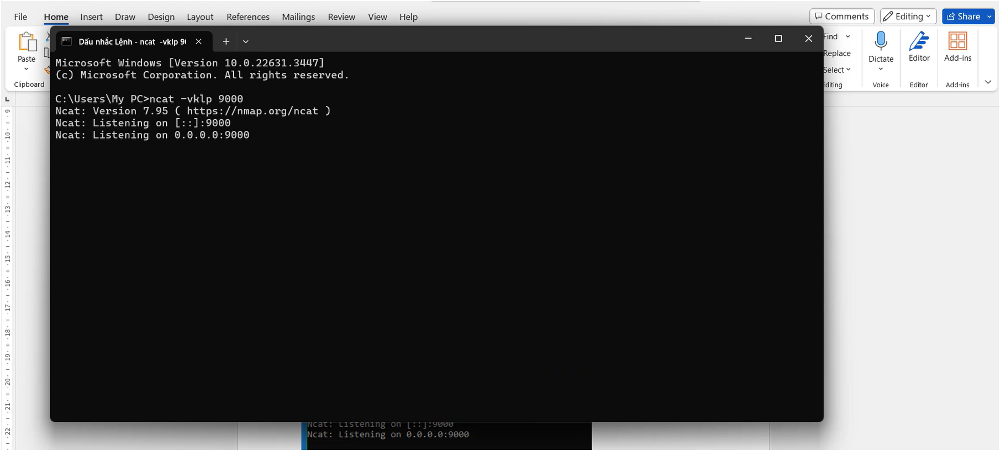 File Home Insert Draw Design Layout References Mailings Review View Help Comments Editing Share
Dấu nhắc Lệnh - ncat -vklp 9
Paste
Clipboard
Find
Replace
Select
Dictate
Voice
Editor
Editor
Add-ins
Add-ins
Microsoft Windows [Version 10.0.22631.3447]
(c) Microsoft Corporation. All rights reserved.
C:\Users\My PC>ncat -vklp 9000
Ncat: Version 7.95 ( https://nmap.org/ncat )
Ncat: Listening on [::]:9000
Ncat: Listening on 0.0.0.0:9000
9
10
11
12
13
14
15
16
17
18
19
20
21
22
Ncat: Listening on [::]:9000
Ncat: Listening on 0.0.0.0:9000